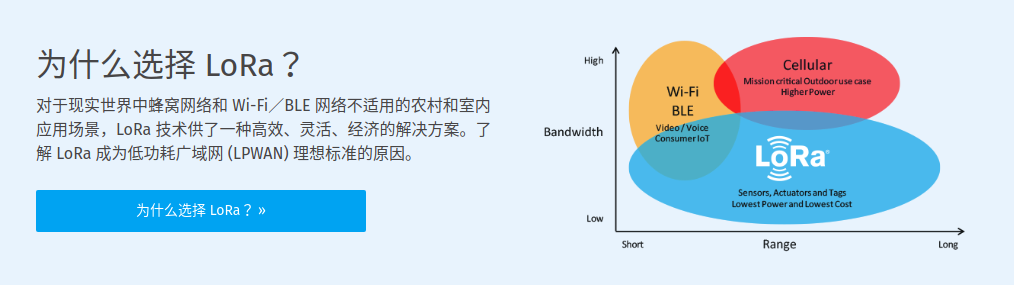 为什么选择 LoRa？
对于现实世界中蜂窝网络和 Wi-Fi／BLE 网络不适用的农村和室内
应用场景，LoRa 技术供了一种高效、灵活、经济的解决方案。了
解 LoRa 成为低功耗广域网 (LPWAN) 理想标准的原因。
为什么选择 LoRa？»
High
Bandwidth
Low
Short
Range
Long
Wi-Fi
BLE
Video / Voice
Consumer IoT
Cellular
Mission critical Outdoor use case
Higher Power
LoRa®
Sensors, Actuators and Tags
Lowest Power and Lowest Cost